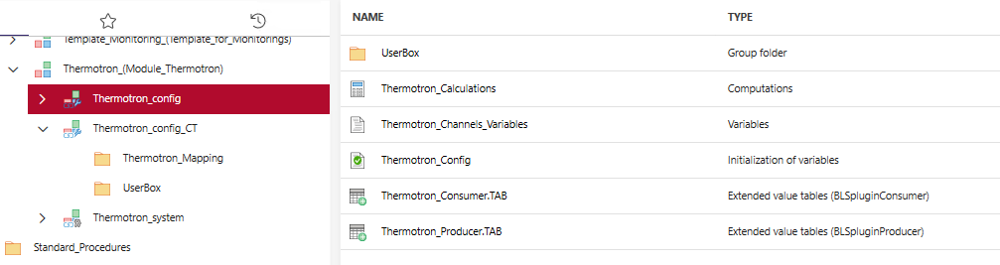 Template_Monitoring_(Template_for_Monitorings)
Thermotron_(Module_Thermotron)
Thermotron_config
Thermotron_config_CT
Thermotron_Mapping
UserBox
Thermotron_system
Standard_Procedures
NAME TYPE
UserBox Group folder
Thermotron_Calculations Computations
Thermotron_Channels_Variables Variables
Thermotron_Config Initialization of variables
Thermotron_Consumer.TAB Extended value tables (BLSpluginConsumer)
Thermotron_Producer.TAB Extended value tables (BLSpluginProducer)